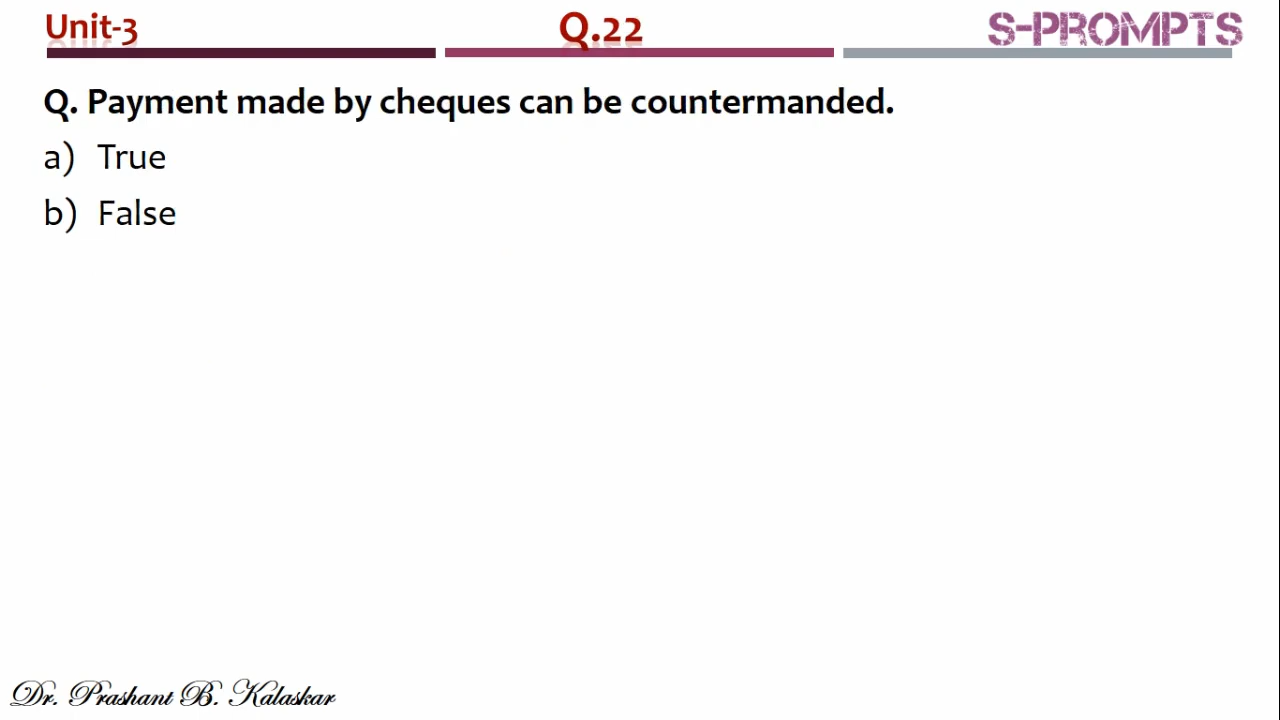 Unit-3 Q.22 S-PROMPTS
Q. Payment made by cheques can be countermanded.
a) True
b) False
Dr. Prashant B. Kalaskar